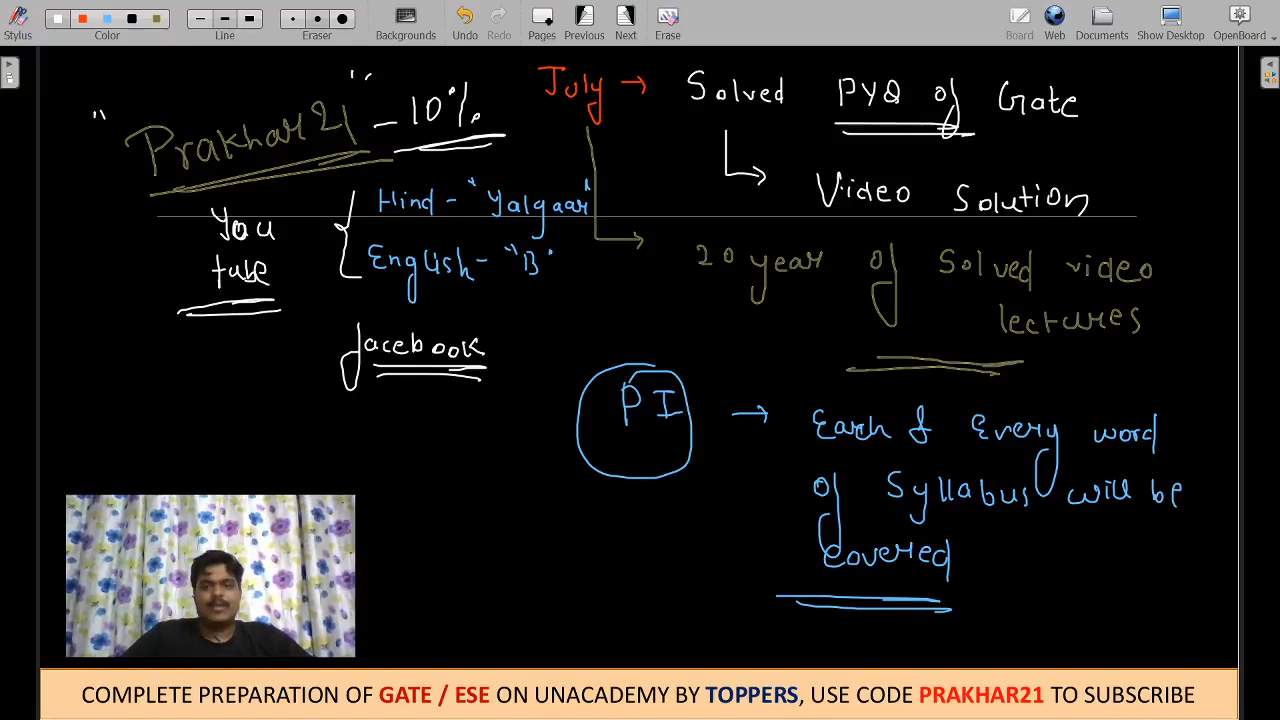 Stylus
Color
Line
Eraser
Backgrounds
Undo
Redo
Pages
Previous
Next
Erase
Board
Web
Documents
Show Desktop
OpenBoard
"Prakhar21" - 10%
July → Solved PYQ of Gate
Video Solution
You
tube
Hind - "Yalgaar"
English - "B"
20 year of Solved video
lectures
facebook
PI → Each & Every word
of Syllabus will be
covered
COMPLETE PREPARATION OF GATE / ESE ON UNACADEMY BY TOPPERS, USE CODE PRAKHAR21 TO SUBSCRIBE